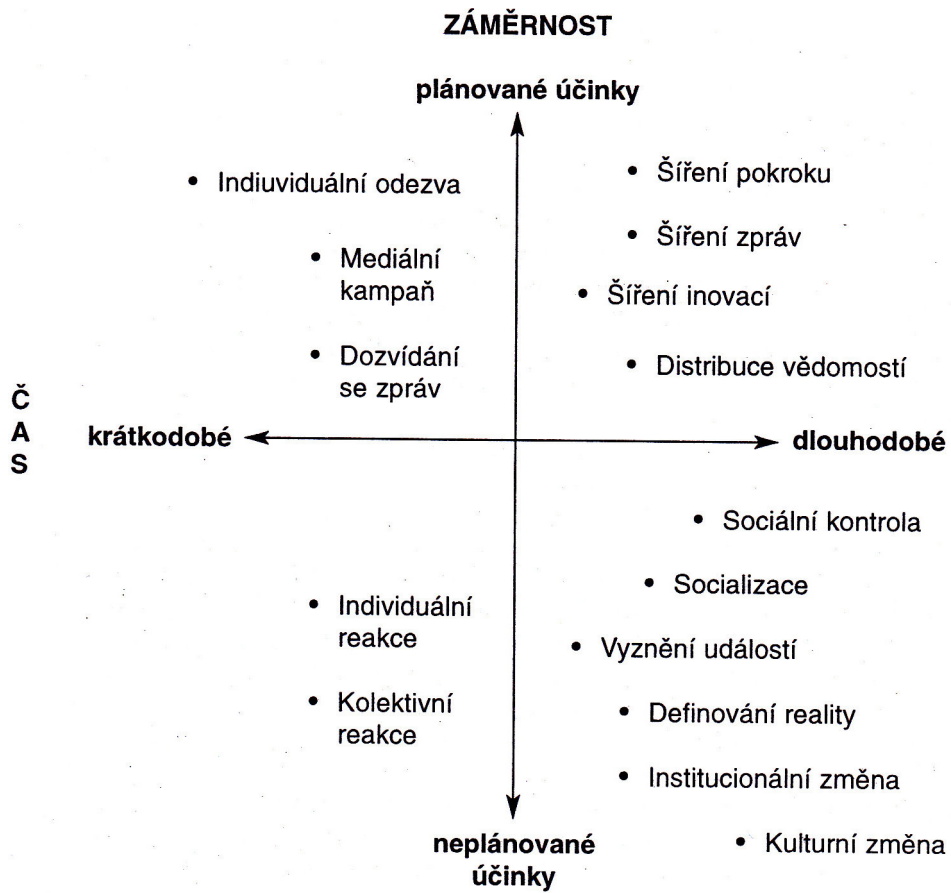 ZÁMĚRNOST
plánované účinky
• Indiuviduální odezva
• Mediální
kampaň
• Dozvídání
se zpráv
• Šíření pokroku
• Šíření zpráv
• Šíření inovací
• Distribuce vědomostí
Č
A
S
krátkodobé
dlouhodobé
• Individuální
reakce
• Kolektivní
reakce
• Sociální kontrola
• Socializace
• Vyznění událostí
• Definování reality
• Institucionální změna
• Kulturní změna
neplánované
účinky